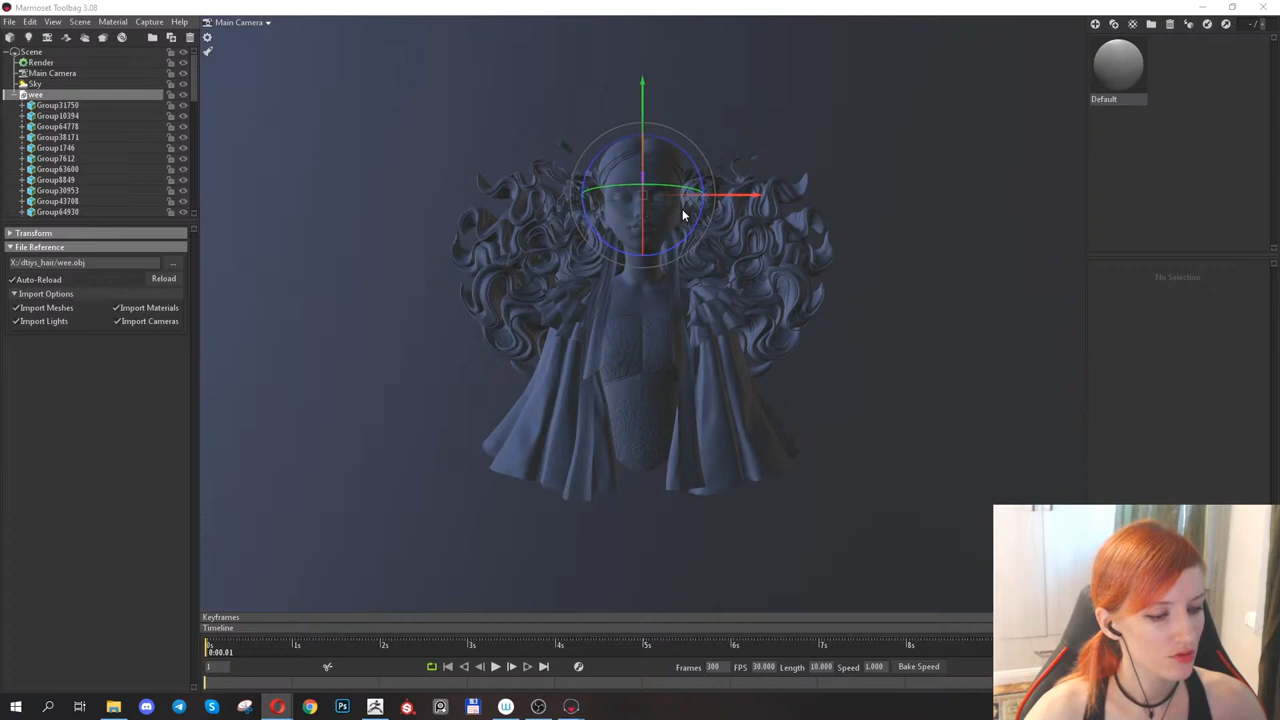 Marmoset Toolbag 3.08
File Edit View Scene Material Capture Help
Main Camera
- /
Scene
Render
Main Camera
Sky
wee
Group31750
Group10394
Group64778
Group38171
Group1746
Group7612
Group63600
Group8849
Group30953
Group43708
Group64930
Transform
File Reference
X:/dtiys_hair/wee.obj ...
Auto-Reload Reload
Import Options
Import Meshes Import Materials
Import Lights Import Cameras
Default
No Selection
Keyframes
Timeline
0s 1s 2s 3s 4s 5s 6s 7s 8s
0:00.01
1
Frames 300 FPS 30.000 Length 10.000 Speed 1.000 Bake Speed
Ps
W